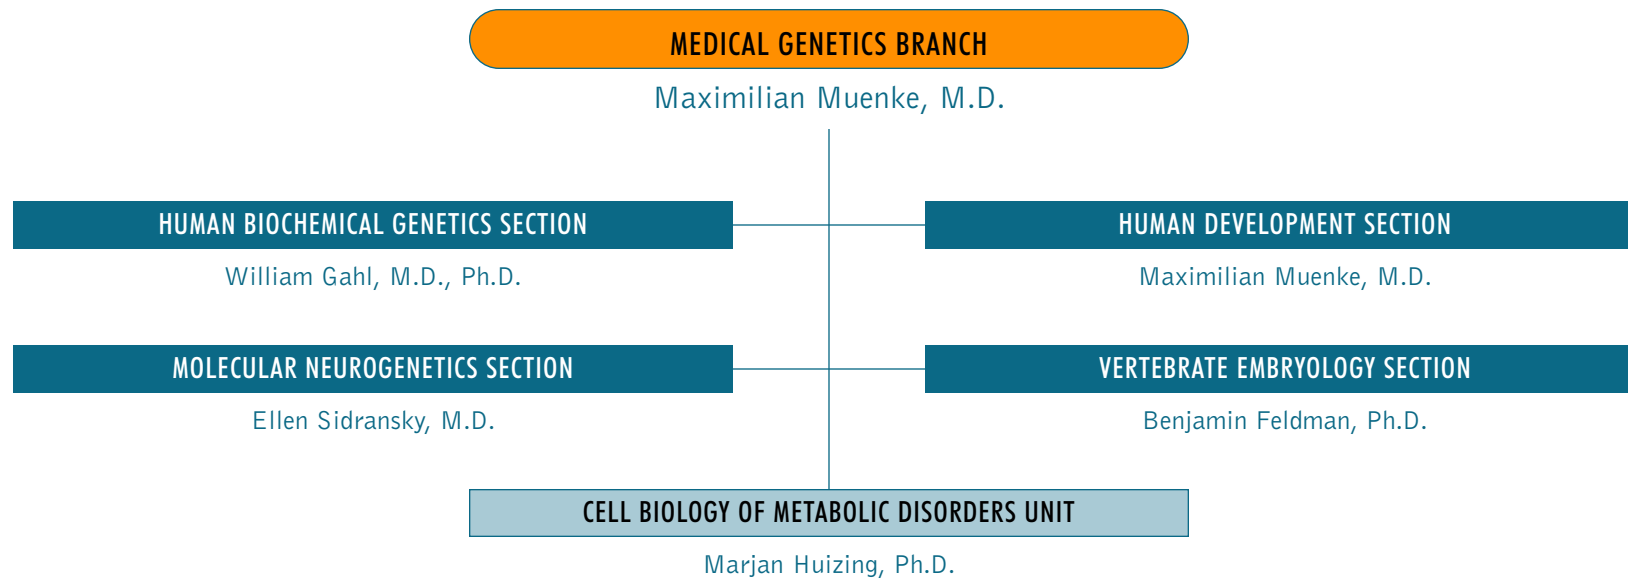 MEDICAL GENETICS BRANCH
Maximilian Muenke, M.D.
HUMAN BIOCHEMICAL GENETICS SECTION
William Gahl, M.D., Ph.D.
HUMAN DEVELOPMENT SECTION
Maximilian Muenke, M.D.
MOLECULAR NEUROGENETICS SECTION
Ellen Sidransky, M.D.
VERTEBRATE EMBRYOLOGY SECTION
Benjamin Feldman, Ph.D.
CELL BIOLOGY OF METABOLIC DISORDERS UNIT
Marjan Huizing, Ph.D.